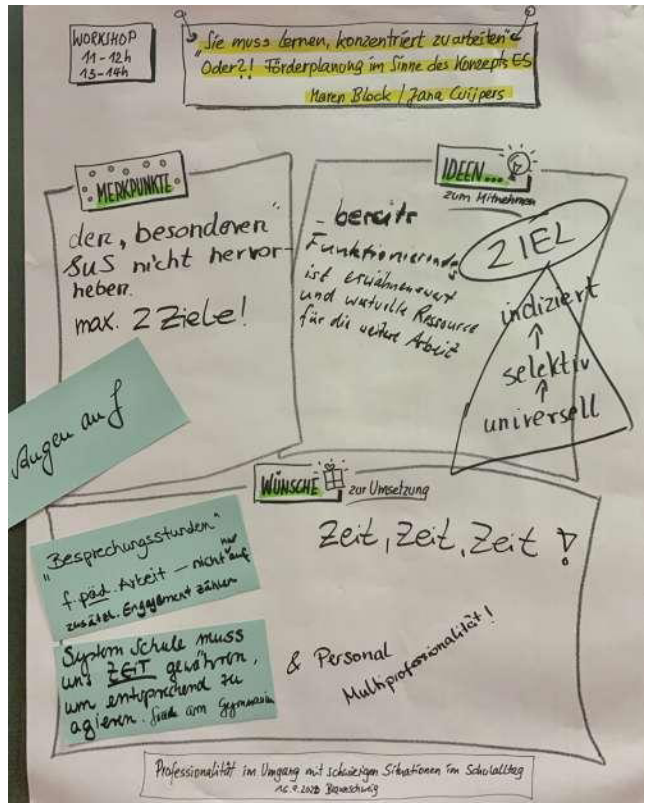 WORKSHOP
11-12h
13-14h
"Sie muss lernen, konzentriert zu arbeiten"
Oder?! Förderplanung im Sinne des Konzepts ES
Maren Block / Jana Cuijpers
MERKPUNKTE
den "besonderen"
SuS nicht hervor-
heben.
max. 2 Ziele!
Augen auf
IDEEN...
zum Mitnehmen
- bereits
Funktionierendes
ist erwähnenswert
und wertvolle Ressource
für die weitere Arbeit
ZIEL
indiziert
↑
selektiv
↑
universell
WÜNSCHE
zur Umsetzung
"Besprechungsstunden"
f. päd. Arbeit – nicht nur auf
zusätzl. Engagement zählen
System Schule muss
uns ZEIT gewähren,
um entsprechend zu
agieren. am Gymnasium
Zeit, Zeit, Zeit!
& Personal
Multiprofessionalität!
Professionalität im Umgang mit schwierigen Situationen im Schulalltag
Braunschweig